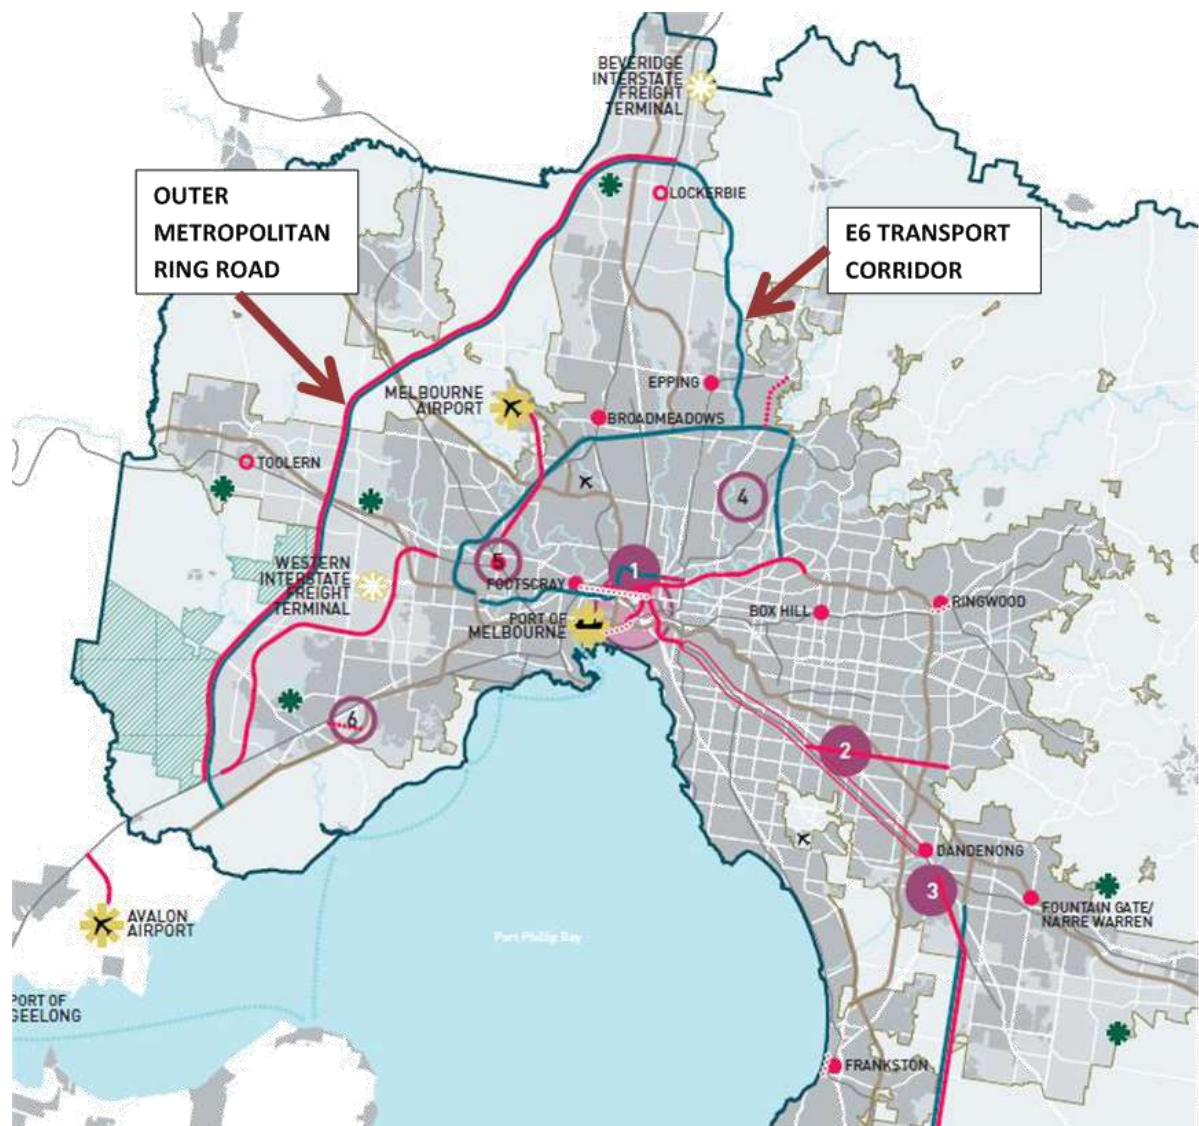 BEVERIDGE
INTERSTATE
FREIGHT
TERMINAL
OUTER
METROPOLITAN
RING ROAD
LOCKERBIE
E6 TRANSPORT
CORRIDOR
MELBOURNE
AIRPORT
EPPING
BROADMEADOWS
TOOLERN
4
5
1
WESTERN
INTERSTATE
FREIGHT
TERMINAL
FOOTSCRAY
PORT OF
MELBOURNE
BOX HILL
RINGWOOD
6
2
DANDENONG
3
FOUNTAIN GATE/
NARRE WARREN
AVALON
AIRPORT
Port Phillip Bay
PORT OF
GEELONG
FRANKSTON